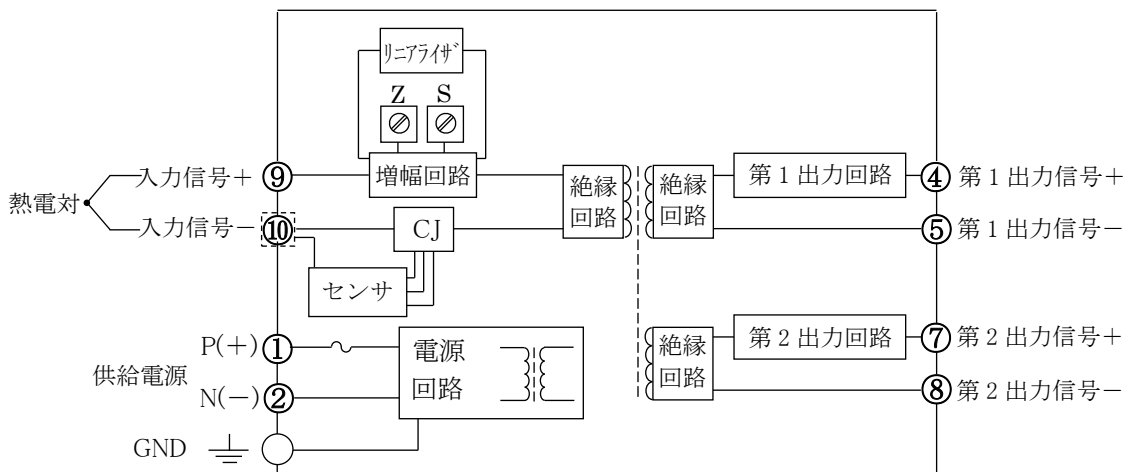 リニアライザ
Z S
入力信号+ ⑨ 増幅回路 絶縁回路 絶縁回路 第1出力回路 ④ 第1出力信号+
熱電対
入力信号− ⑩ CJ ⑤ 第1出力信号−
センサ
P(+) ① 電源回路 絶縁回路 第2出力回路 ⑦ 第2出力信号+
供給電源
N(−) ② ⑧ 第2出力信号−
GND